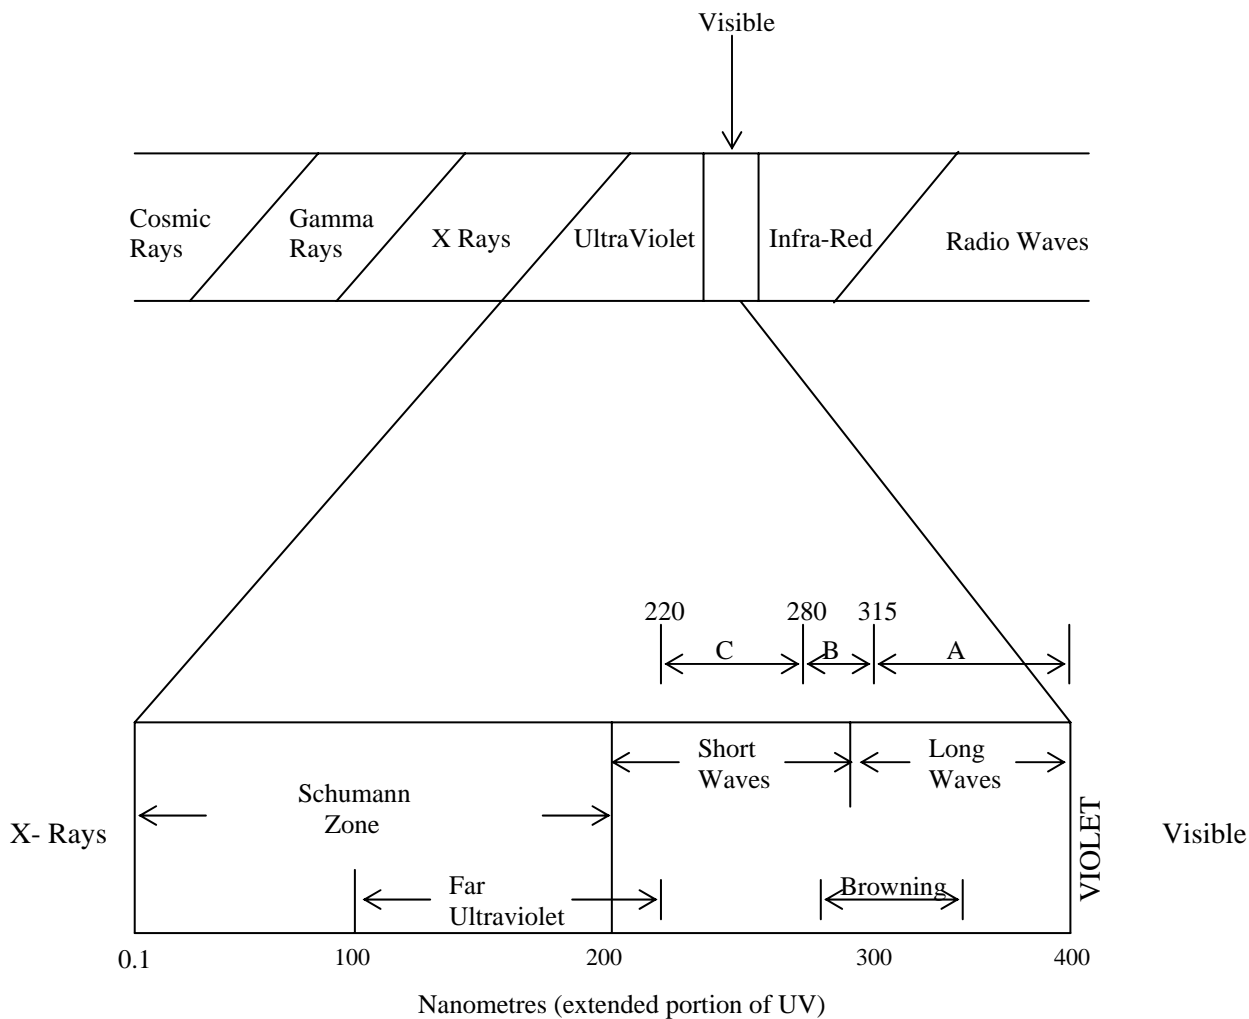 Visible
Cosmic
Rays
Gamma
Rays
X Rays
UltraViolet
Infra-Red
Radio Waves
220
280
315
C
B
A
Short
Waves
Long
Waves
Schumann
Zone
X- Rays
VIOLET
Visible
Far
Ultraviolet
Browning
0.1
100
200
300
400
Nanometres (extended portion of UV)